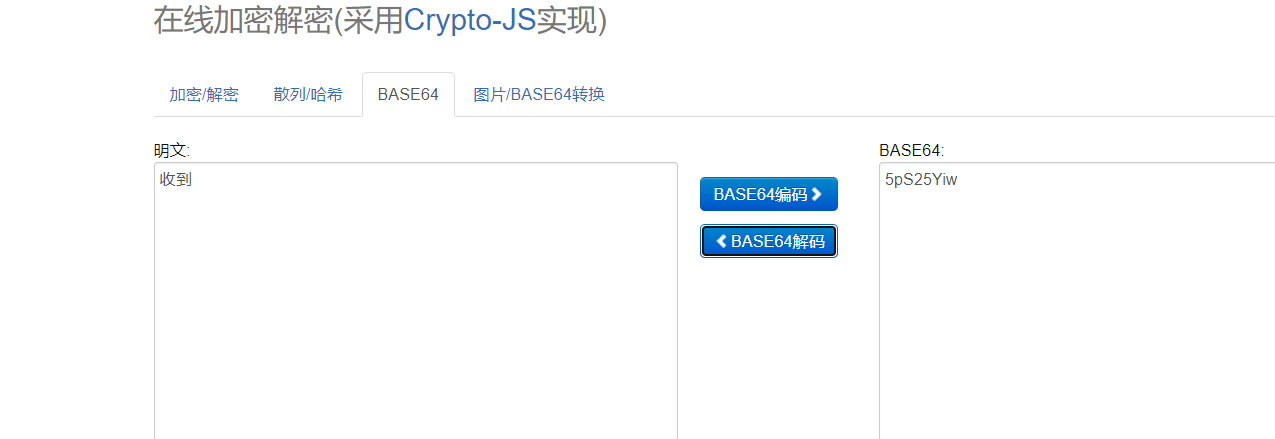 在线加密解密(采用Crypto-JS实现)
加密/解密 散列/哈希 BASE64 图片/BASE64转换
明文: BASE64:
收到 5pS25Yiw
BASE64编码
BASE64解码